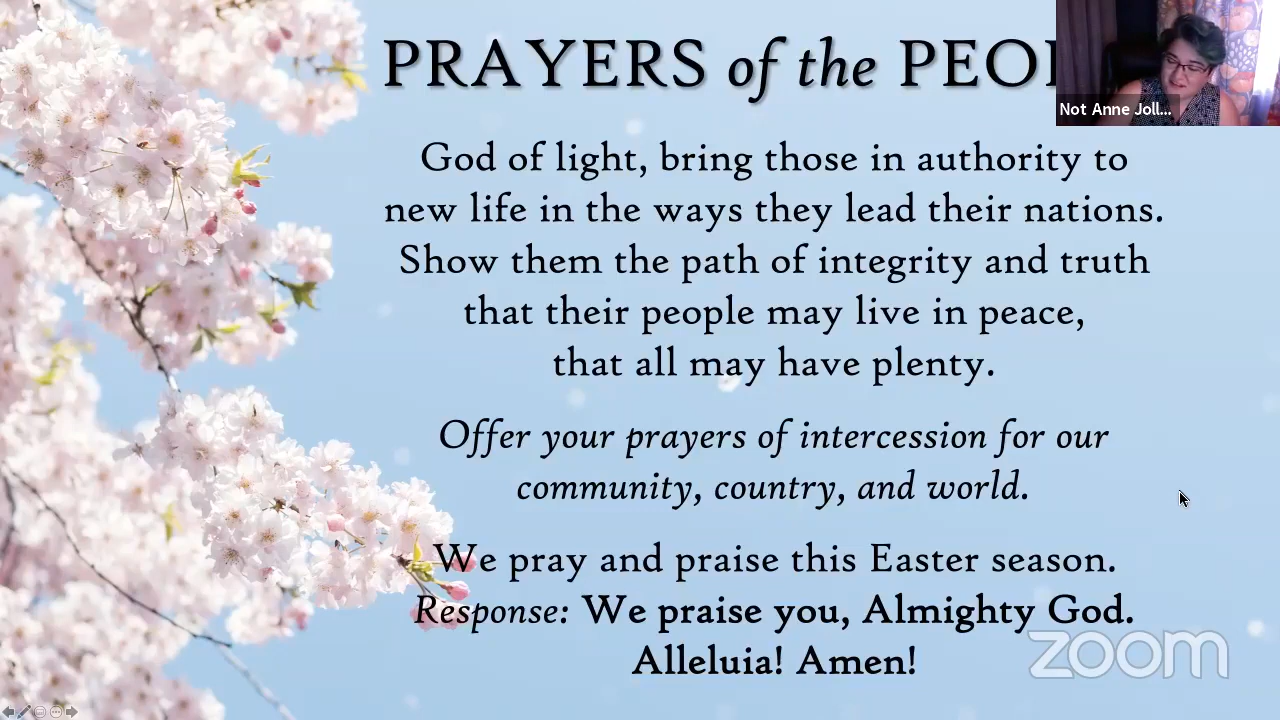 PRAYERS of the PEO
Not Anne Joll...
God of light, bring those in authority to
new life in the ways they lead their nations.
Show them the path of integrity and truth
that their people may live in peace,
that all may have plenty.
Offer your prayers of intercession for our
community, country, and world.
We pray and praise this Easter season.
Response: We praise you, Almighty God.
Alleluia! Amen!
zoom